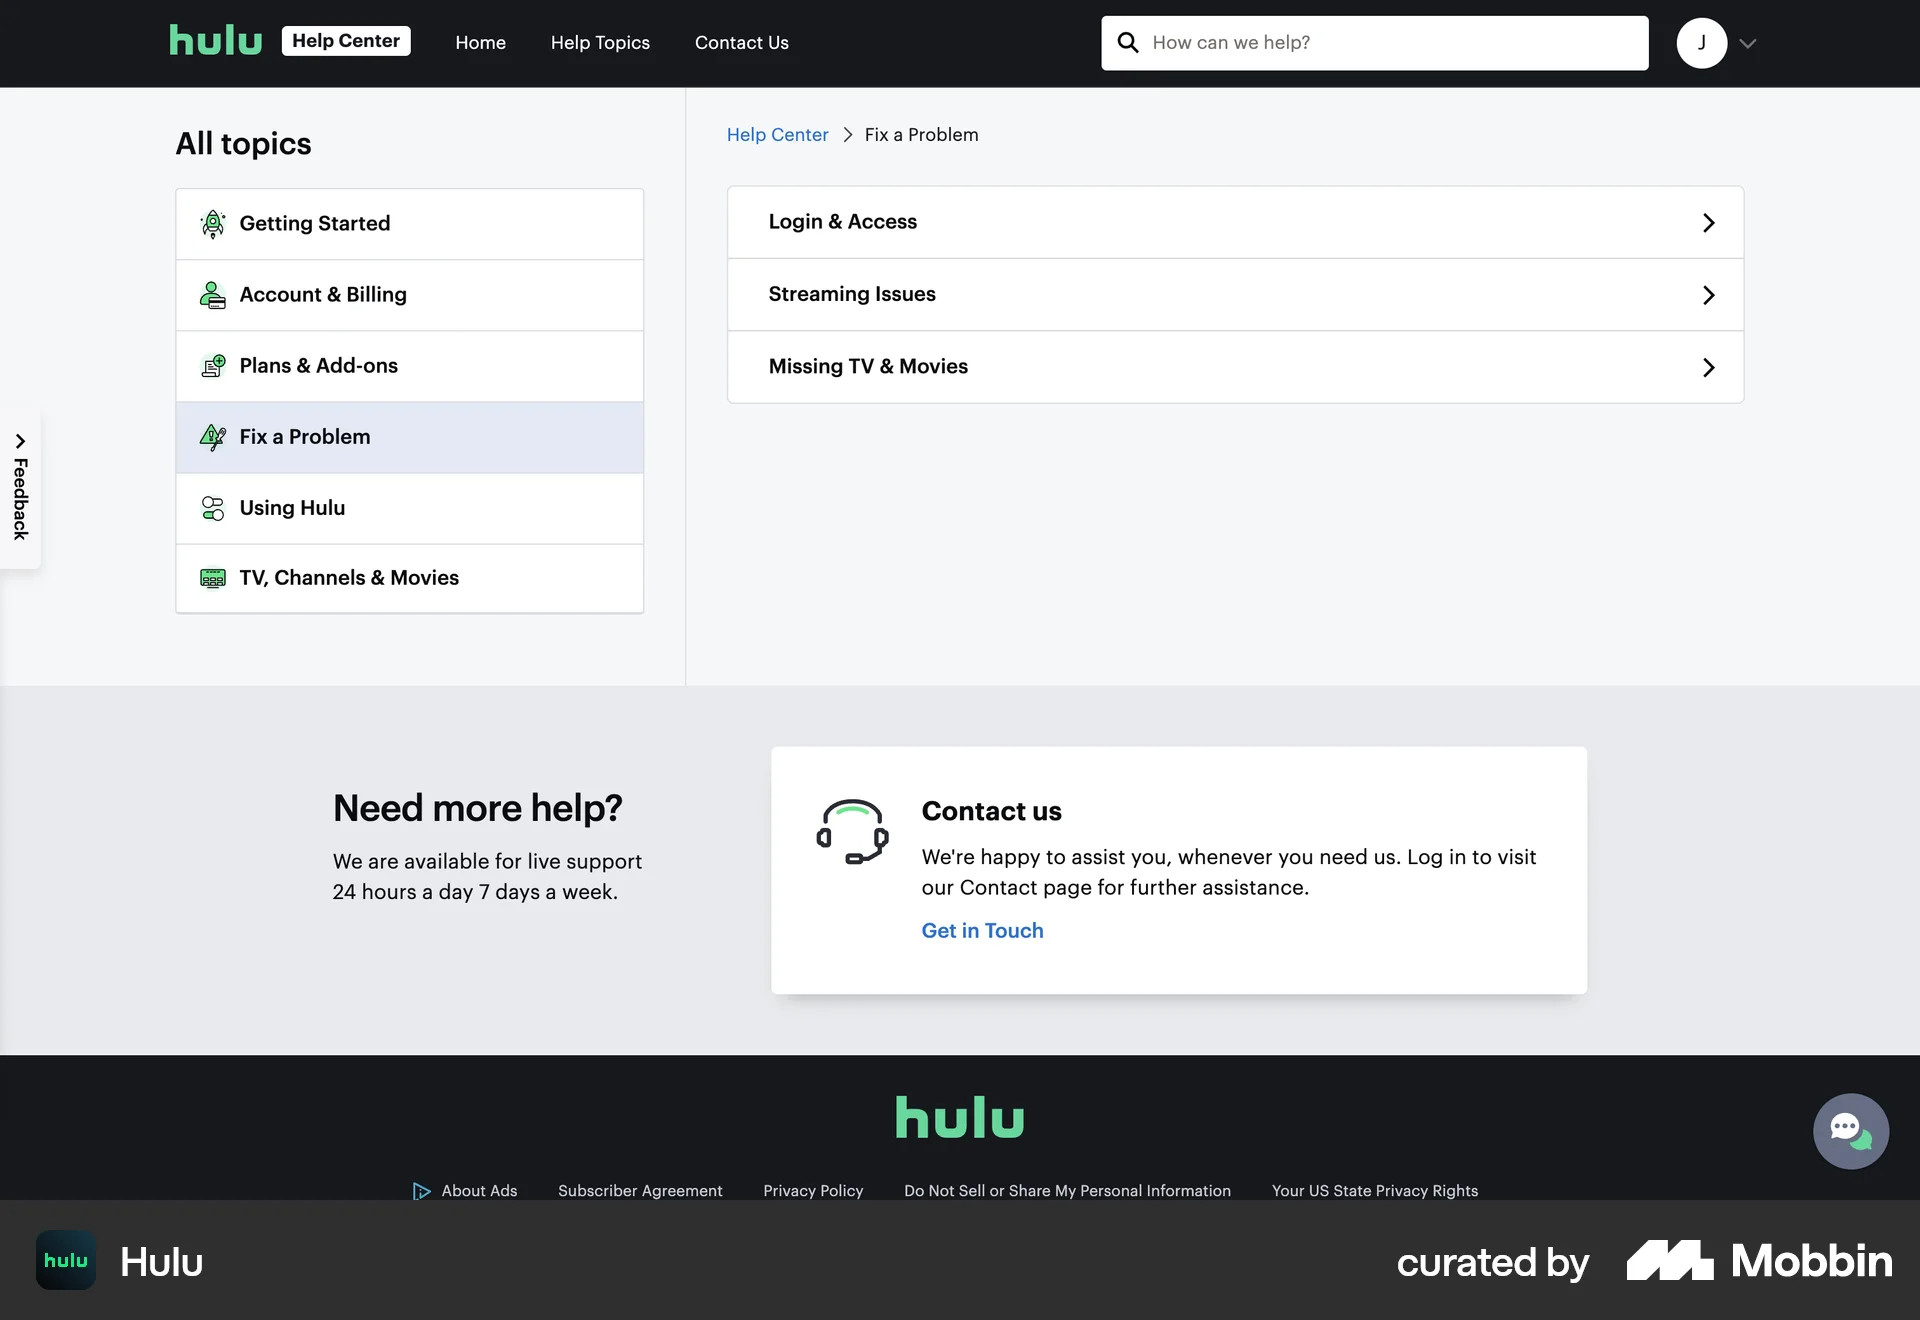 hulu Help Center Home Help Topics Contact Us How can we help? J
All topics
Getting Started
Account & Billing
Plans & Add-ons
Fix a Problem
Using Hulu
TV, Channels & Movies
Feedback
Help Center Fix a Problem
Login & Access
Streaming Issues
Missing TV & Movies
Need more help?
We are available for live support
24 hours a day 7 days a week.
Contact us
We're happy to assist you, whenever you need us. Log in to visit
our Contact page for further assistance.
Get in Touch
hulu
About Ads Subscriber Agreement Privacy Policy Do Not Sell or Share My Personal Information Your US State Privacy Rights
hulu Hulu curated by Mobbin